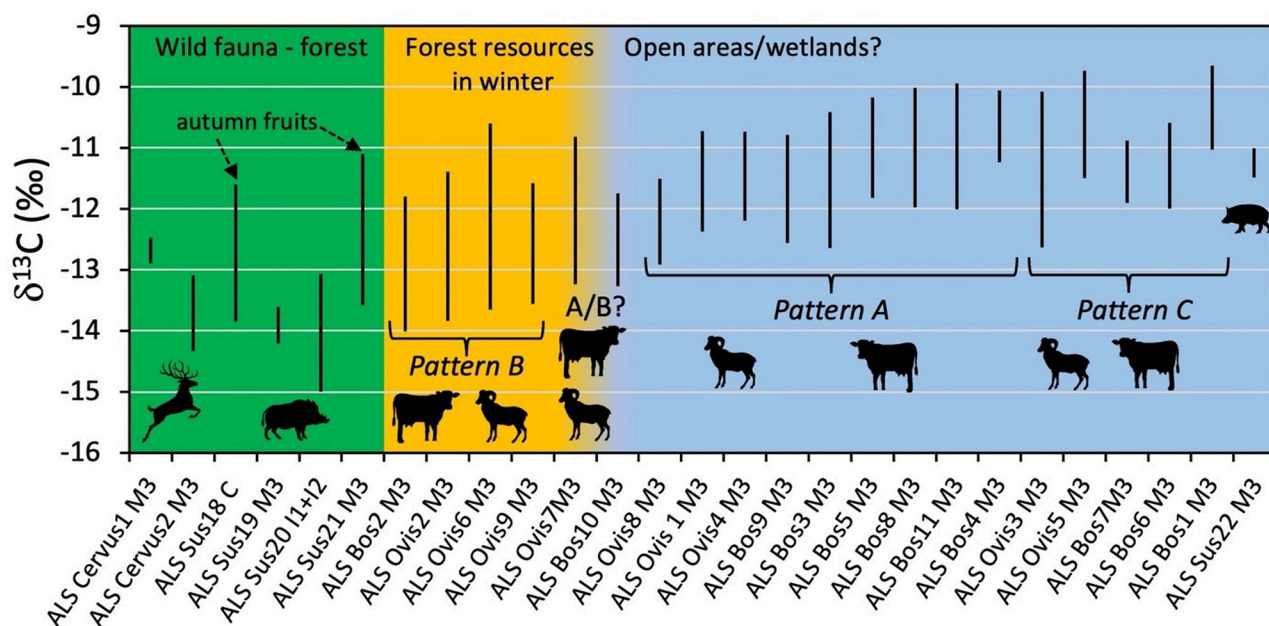 -9
-10
-11
-12
-13
-14
-15
-16
δ¹³C (‰)
Wild fauna - forest
autumn fruits
Forest resources
in winter
Open areas/wetlands?
Pattern B
A/B?
Pattern A
Pattern C
ALS Cervus1 M3
ALS Cervus2 M3
ALS Sus18 C
ALS Sus19 M3
ALS Sus20 I1+I2
ALS Sus21 M3
ALS Bos2 M3
ALS Ovis2 M3
ALS Ovis6 M3
ALS Ovis9 M3
ALS Ovis7M3
ALS Bos10 M3
ALS Ovis8 M3
ALS Ovis 1 M3
ALS Ovis4 M3
ALS Bos9 M3
ALS Bos3 M3
ALS Bos5 M3
ALS Bos8 M3
ALS Bos11 M3
ALS Bos4 M3
ALS Ovis3 M3
ALS Ovis5 M3
ALS Bos7M3
ALS Bos6 M3
ALS Bos1 M3
ALS Sus22 M3